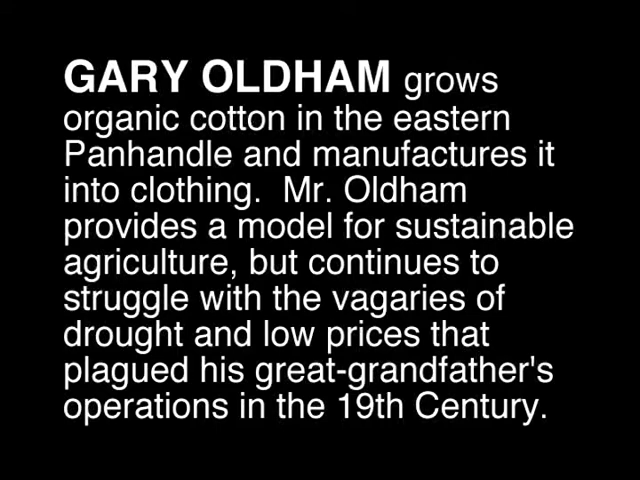 GARY OLDHAM grows
organic cotton in the eastern
Panhandle and manufactures it
into clothing.  Mr. Oldham
provides a model for sustainable
agriculture, but continues to
struggle with the vagaries of
drought and low prices that
plagued his great-grandfather's
operations in the 19th Century.